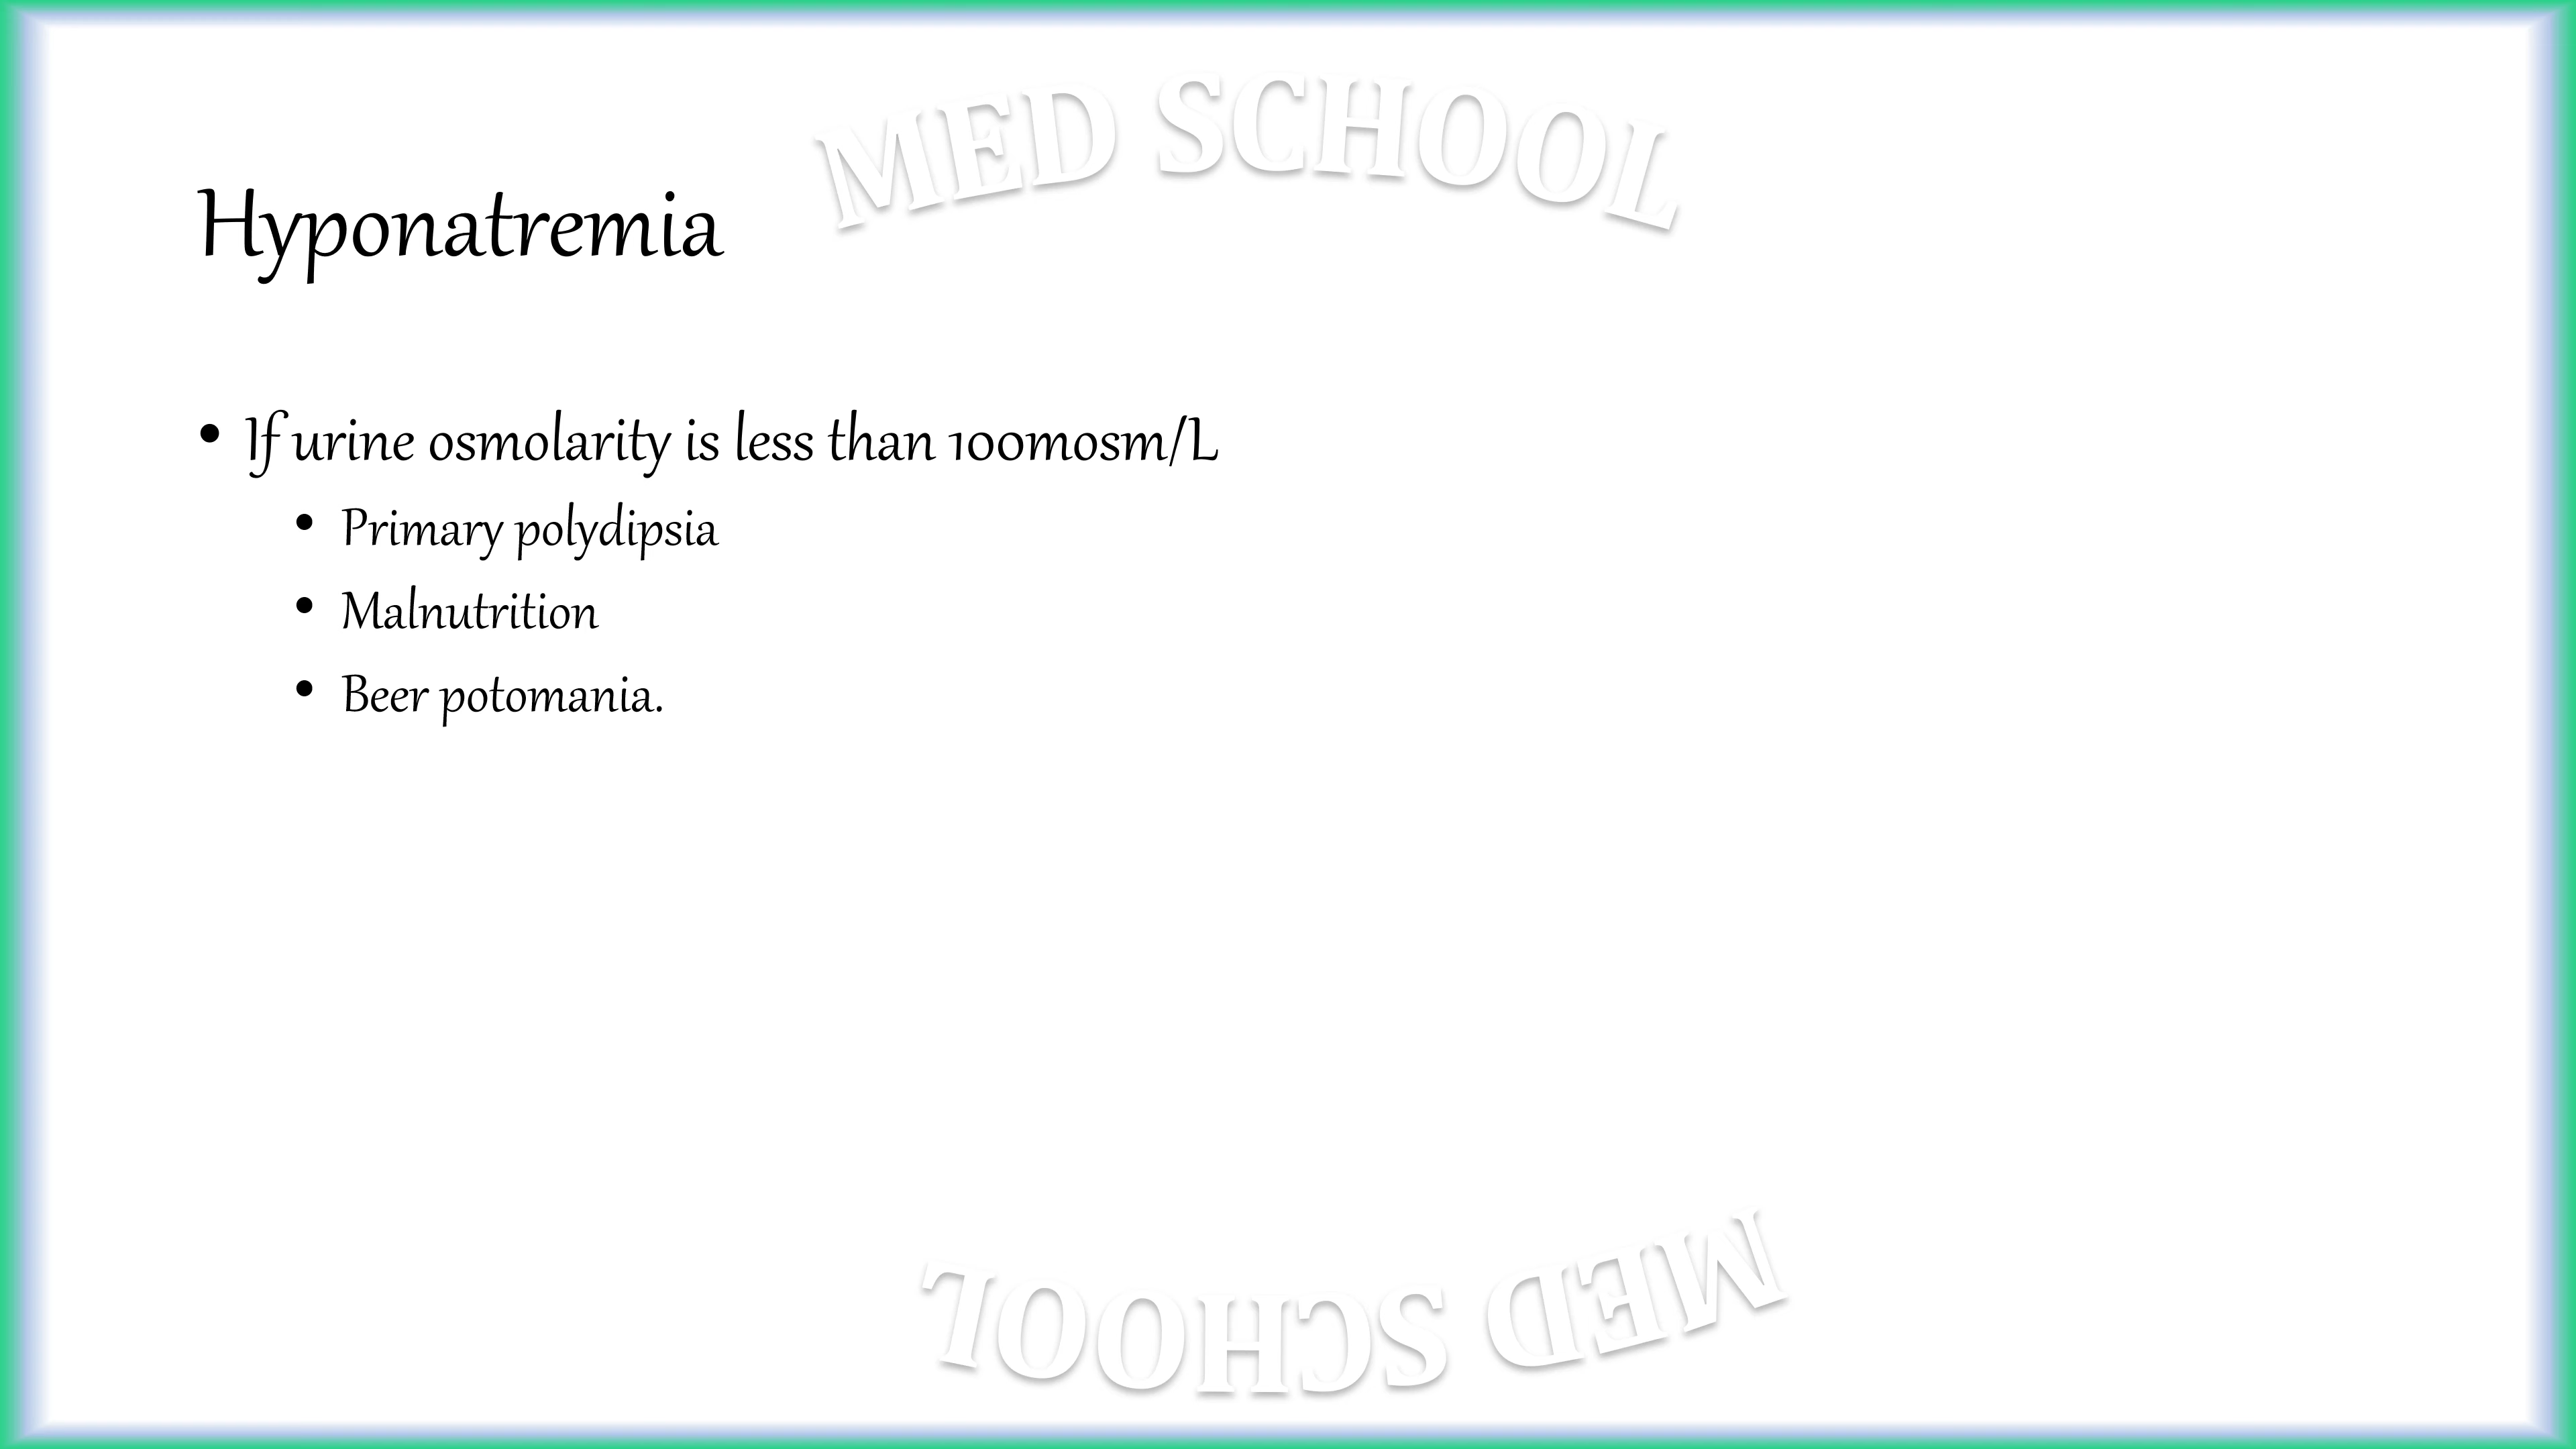 MED SCHOOL
Hyponatremia
• If urine osmolarity is less than 100mosm/L
• Primary polydipsia
• Malnutrition
• Beer potomania.
MED SCHOOL